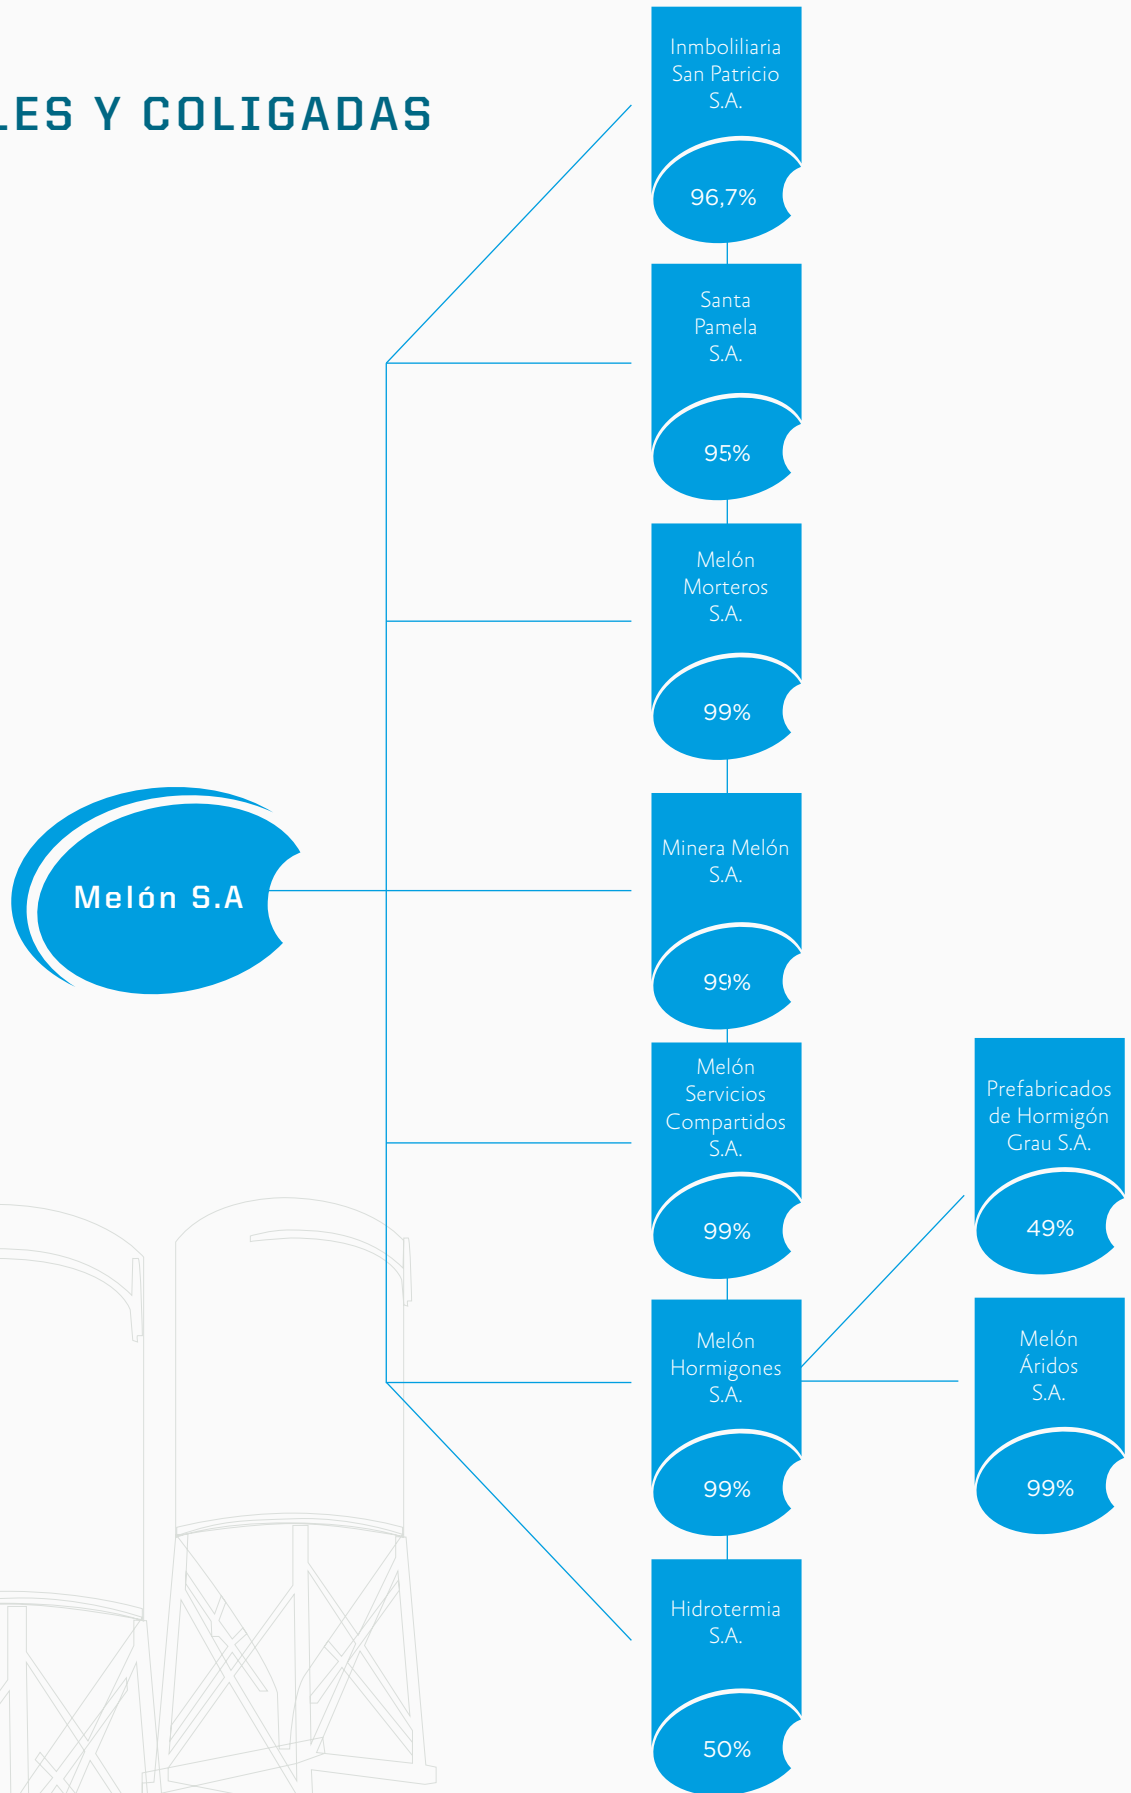 LES Y COLIGADAS
Inmboliliaria
San Patricio
S.A.
96,7%
Santa
Pamela
S.A.
95%
Melón
Morteros
S.A.
99%
Melón S.A
Minera Melón
S.A.
99%
Melón
Servicios
Compartidos
S.A.
99%
Prefabricados
de Hormigón
Grau S.A.
49%
Melón
Hormigones
S.A.
99%
Melón
Áridos
S.A.
99%
Hidrotermia
S.A.
50%